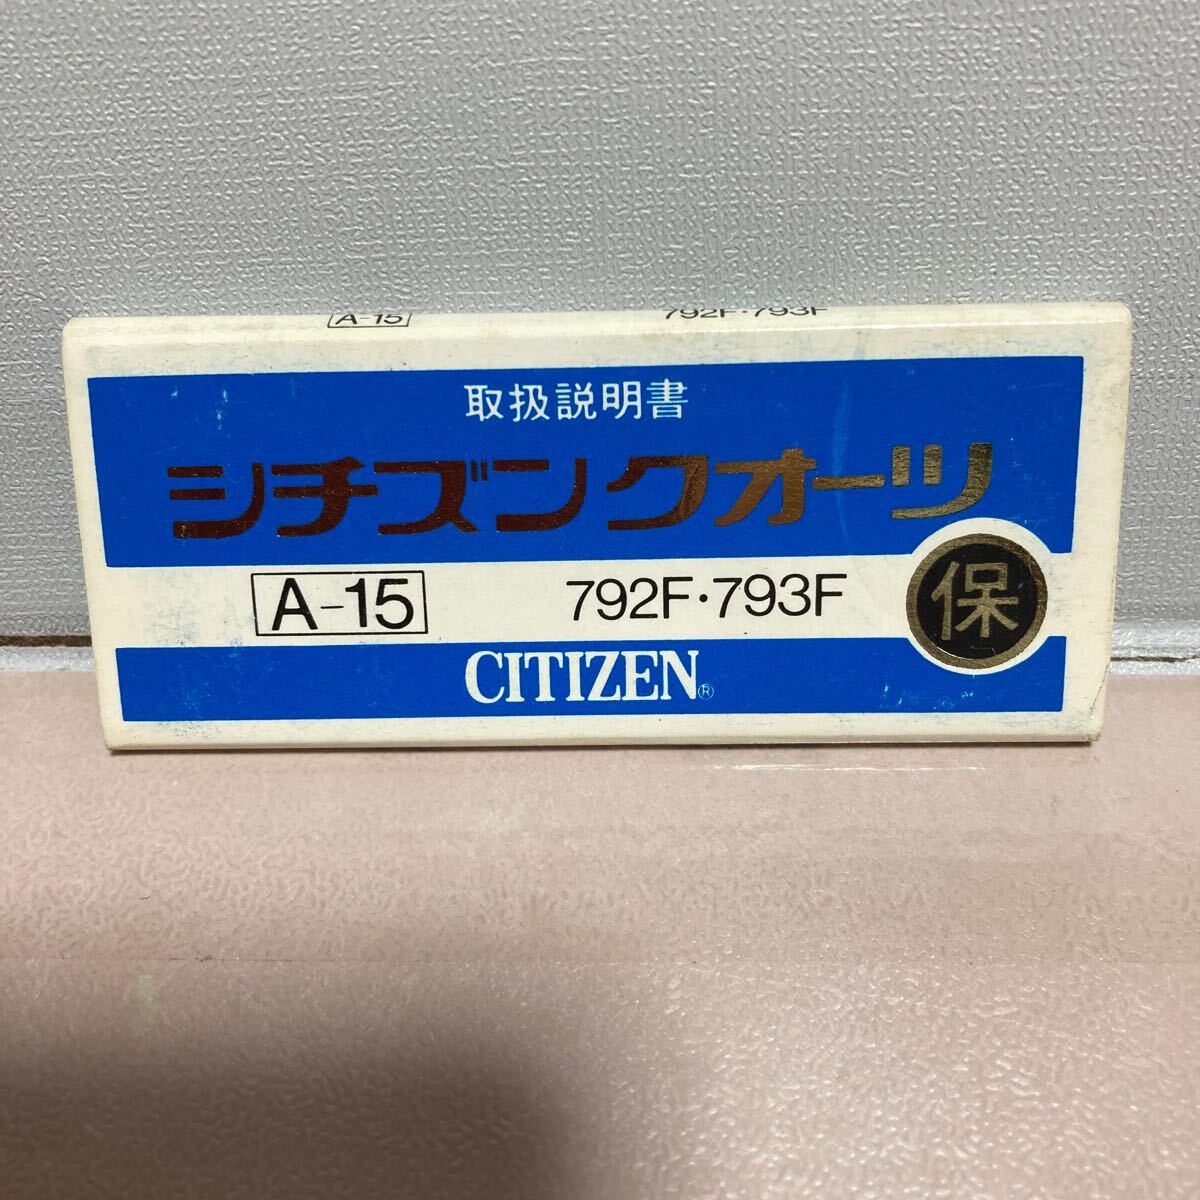 A-15 792F・793F
取扱説明書
シチズンクオーツ
A-15 792F・793F 保
CITIZEN®